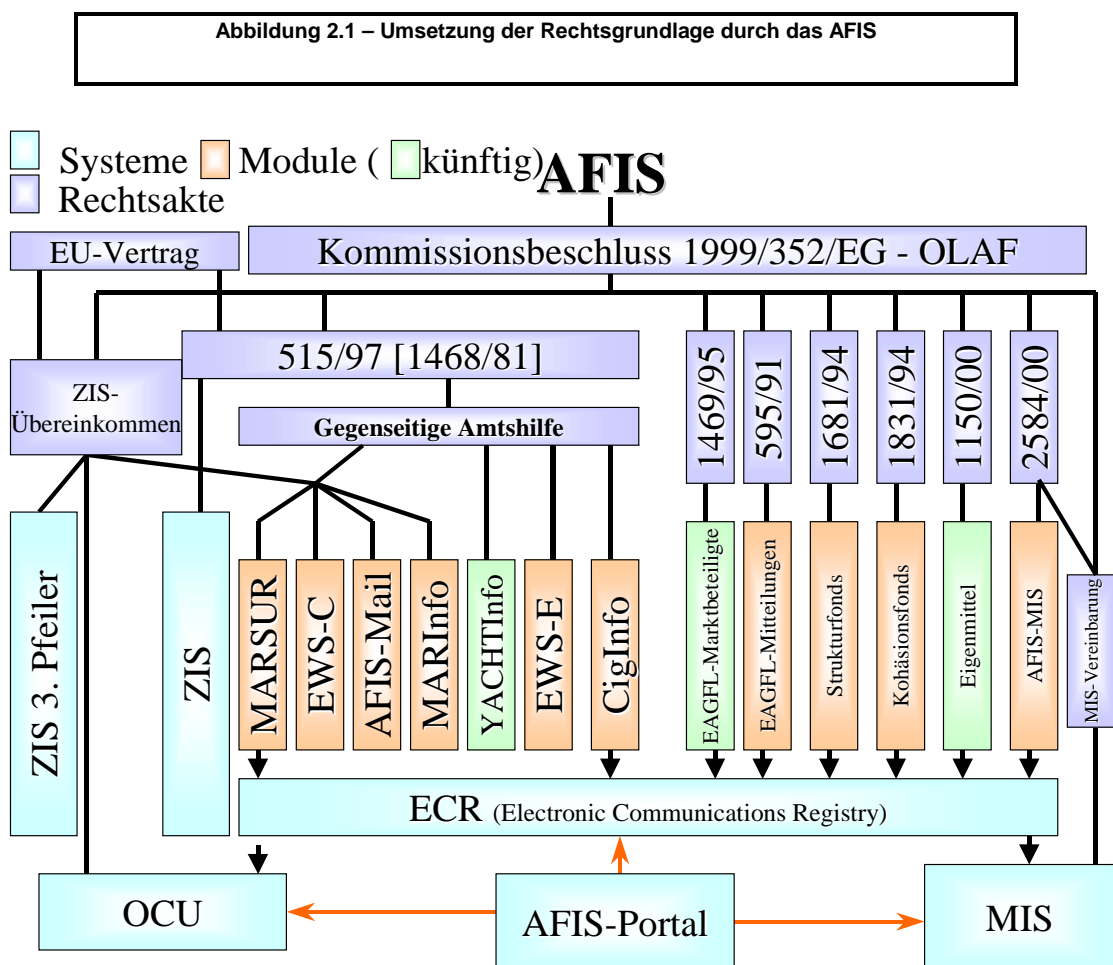 Abbildung 2.1 – Umsetzung der Rechtsgrundlage durch das AFIS
Systeme
Module (
künftig)
AFIS
Rechtsakte
EU-Vertrag
Kommissionsbeschluss 1999/352/EG - OLAF
ZIS-
Übereinkommen
515/97 [1468/81]
Gegenseitige Amtshilfe
1469/95
595/91
1681/94
1831/94
1150/00
2584/00
ZIS 3. Pfeiler
ZIS
MARSUR
EWS-C
AFIS-Mail
MARInfo
YACHTInfo
EWS-E
CigInfo
EAGFL-Marktbeteiligte
EAGFL-Mitteilungen
Strukturfonds
Kohäsionsfonds
Eigenmittel
AFIS-MIS
MIS-Vereinbarung
ECR (Electronic Communications Registry)
OCU
AFIS-Portal
MIS